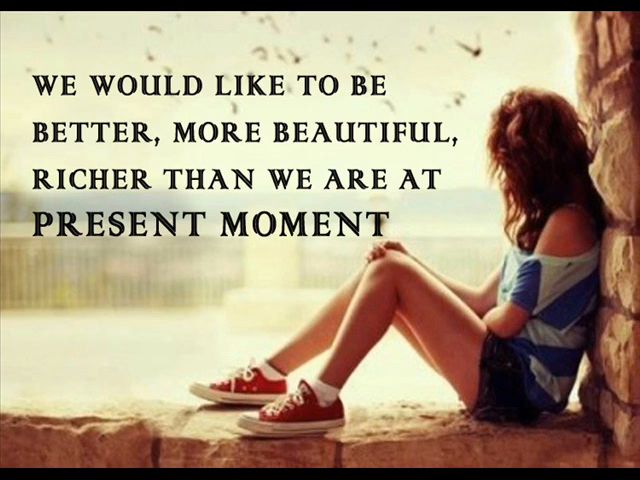 WE WOULD LIKE TO BE
BETTER, MORE BEAUTIFUL,
RICHER THAN WE ARE AT
PRESENT MOMENT